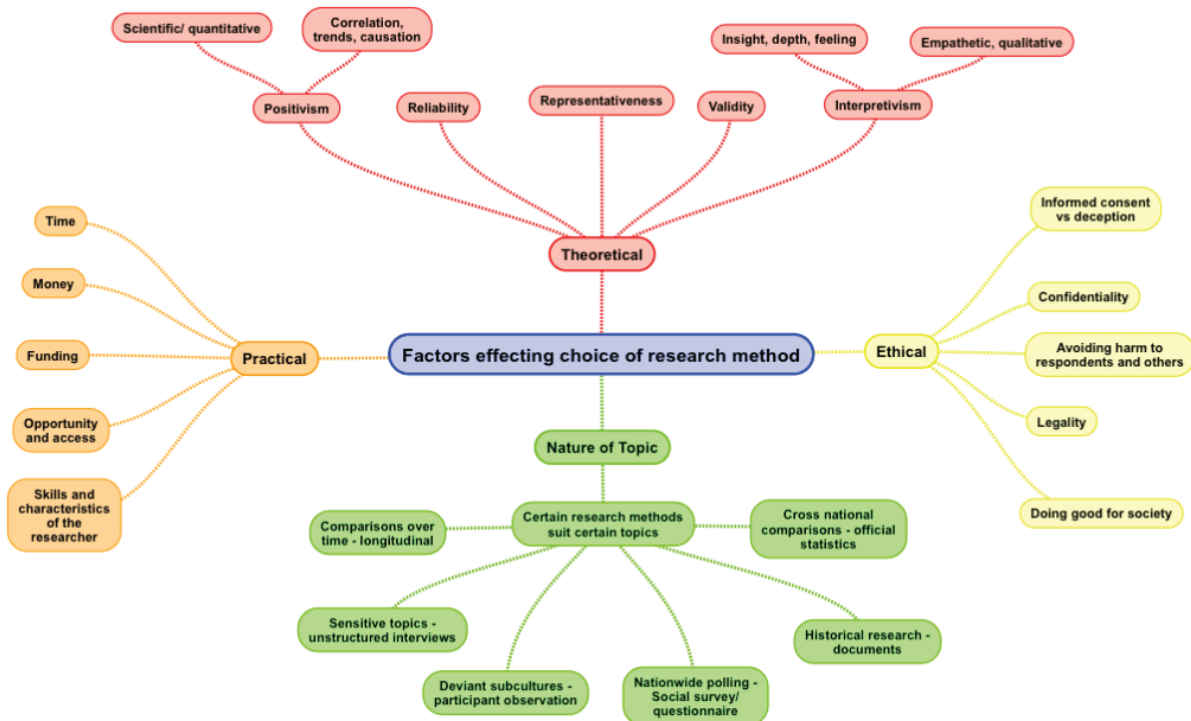 Scientific/ quantitative
Correlation,
trends, causation
Insight, depth, feeling
Empathetic, qualitative
Positivism
Reliability
Representativeness
Validity
Interpretivism
Theoretical
Time
Money
Funding
Opportunity
and access
Skills and
characteristics
of the
researcher
Practical
Factors effecting choice of research method
Ethical
Informed consent
vs deception
Confidentiality
Avoiding harm to
respondents and others
Legality
Doing good for society
Nature of Topic
Certain research methods
suit certain topics
Comparisons over
time - longitudinal
Cross national
comparisons - official
statistics
Sensitive topics -
unstructured interviews
Deviant subcultures -
participant observation
Nationwide polling -
Social survey/
questionnaire
Historical research -
documents